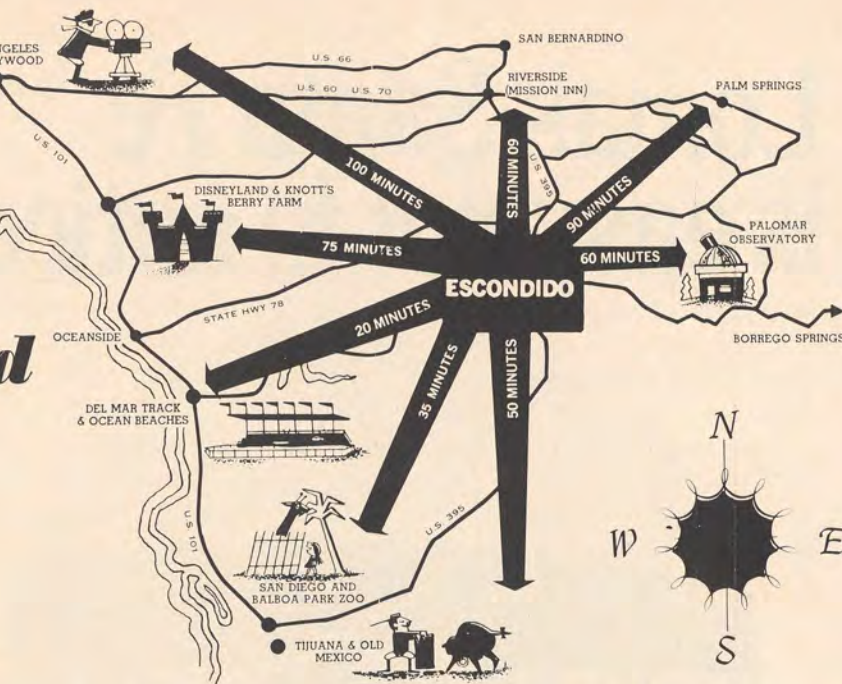 SAN BERNARDINO
U.S. 66
RIVERSIDE
(MISSION INN)
U.S. 60 U.S. 70
PALM SPRINGS
U.S. 101
100 MINUTES
60 MINUTES
U.S. 395
90 MINUTES
DISNEYLAND & KNOTT'S
BERRY FARM
75 MINUTES
60 MINUTES
PALOMAR
OBSERVATORY
ESCONDIDO
STATE HWY 78
20 MINUTES
OCEANSIDE
BORREGO SPRINGS
35 MINUTES
50 MINUTES
DEL MAR TRACK
& OCEAN BEACHES
N
W
E
S
U.S. 101
U.S. 395
SAN DIEGO AND
BALBOA PARK ZOO
TIJUANA & OLD
MEXICO